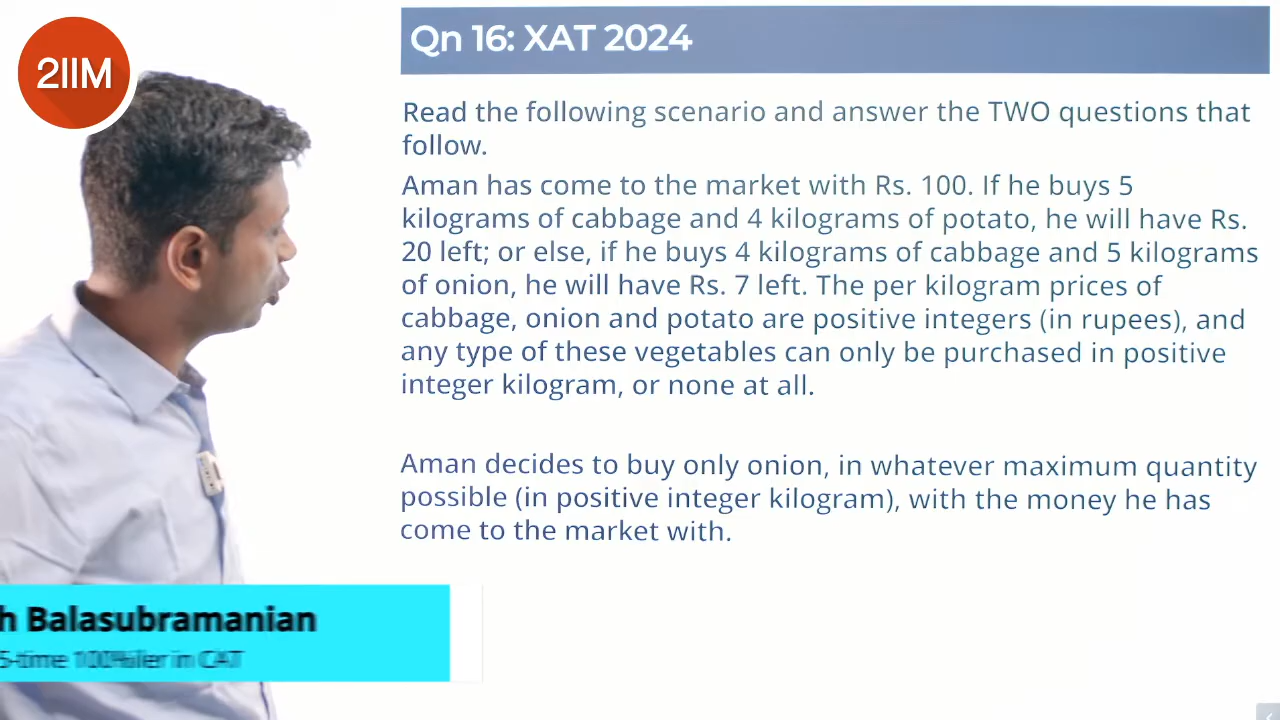 2IIM
Qn 16: XAT 2024
Read the following scenario and answer the TWO questions that
follow.
Aman has come to the market with Rs. 100. If he buys 5
kilograms of cabbage and 4 kilograms of potato, he will have Rs.
20 left; or else, if he buys 4 kilograms of cabbage and 5 kilograms
of onion, he will have Rs. 7 left. The per kilogram prices of
cabbage, onion and potato are positive integers (in rupees), and
any type of these vegetables can only be purchased in positive
integer kilogram, or none at all.
Aman decides to buy only onion, in whatever maximum quantity
possible (in positive integer kilogram), with the money he has
come to the market with.
h Balasubramanian
5-time 100%iler in CAT